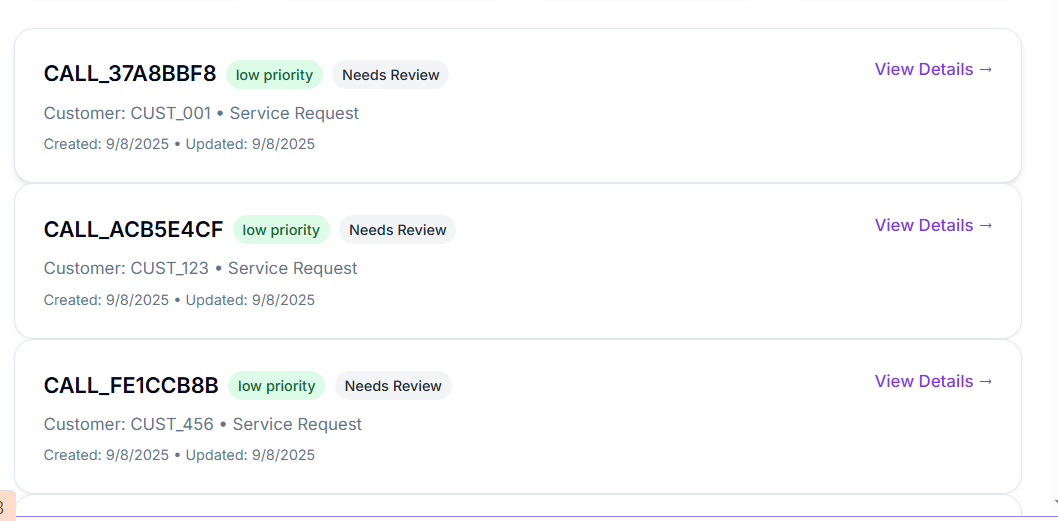 CALL_37A8BBF8 low priority Needs Review View Details →
Customer: CUST_001 • Service Request
Created: 9/8/2025 • Updated: 9/8/2025
CALL_ACB5E4CF low priority Needs Review View Details →
Customer: CUST_123 • Service Request
Created: 9/8/2025 • Updated: 9/8/2025
CALL_FE1CCB8B low priority Needs Review View Details →
Customer: CUST_456 • Service Request
Created: 9/8/2025 • Updated: 9/8/2025